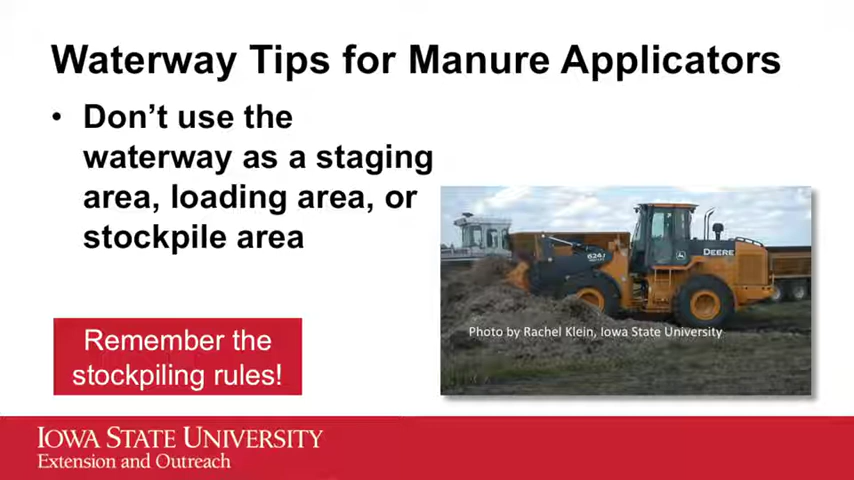 Waterway Tips for Manure Applicators
• Don't use the
waterway as a staging
area, loading area, or
stockpile area
DEERE
Photo by Rachel Klein, Iowa State University
Remember the
stockpiling rules!
IOWA STATE UNIVERSITY
Extension and Outreach